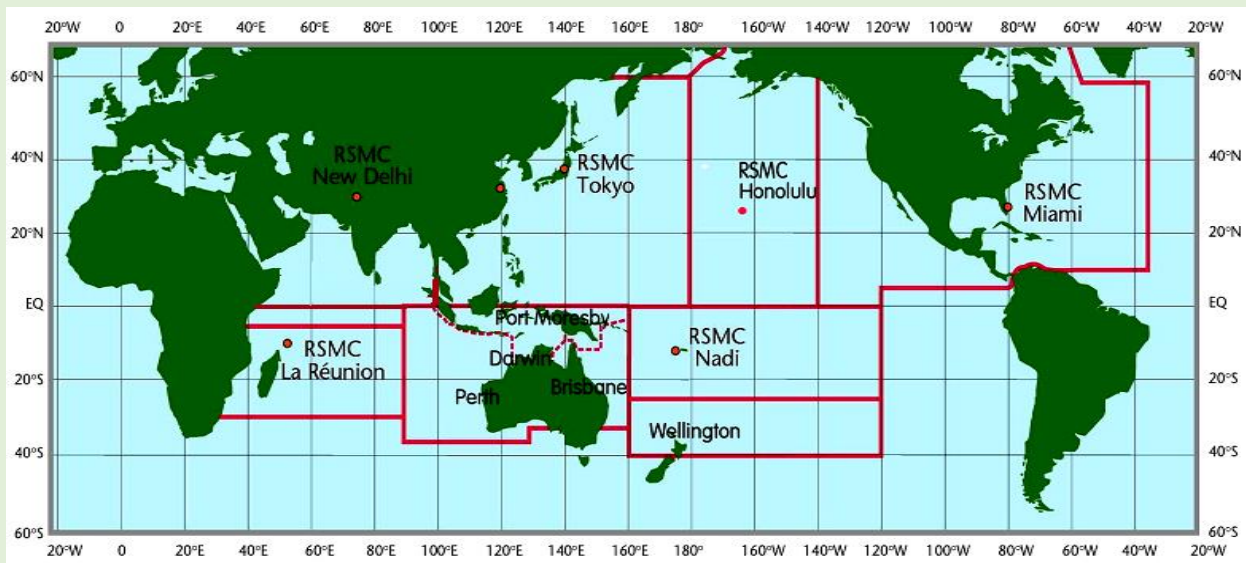 20°W 0 20°E 40°E 60°E 80°E 100°E 120°E 140°E 160°E 180° 160°W 140°W 120°W 100°W 80°W 60°W 40°W 20°W
60°N 60°N
40°N 40°N
RSMC
New Delhi
RSMC
Tokyo
RSMC
Honolulu
RSMC
Miami
20°N 20°N
EQ EQ
Port-Moresby
RSMC
La Réunion
Darwin
RSMC
Nadi
20°S 20°S
Perth
Brisbane
Wellington
40°S 40°S
60°S 60°S
20°W 0 20°E 40°E 60°E 80°E 100°E 120°E 140°E 160°E 180° 160°W 140°W 120°W 100°W 80°W 60°W 40°W 20°W